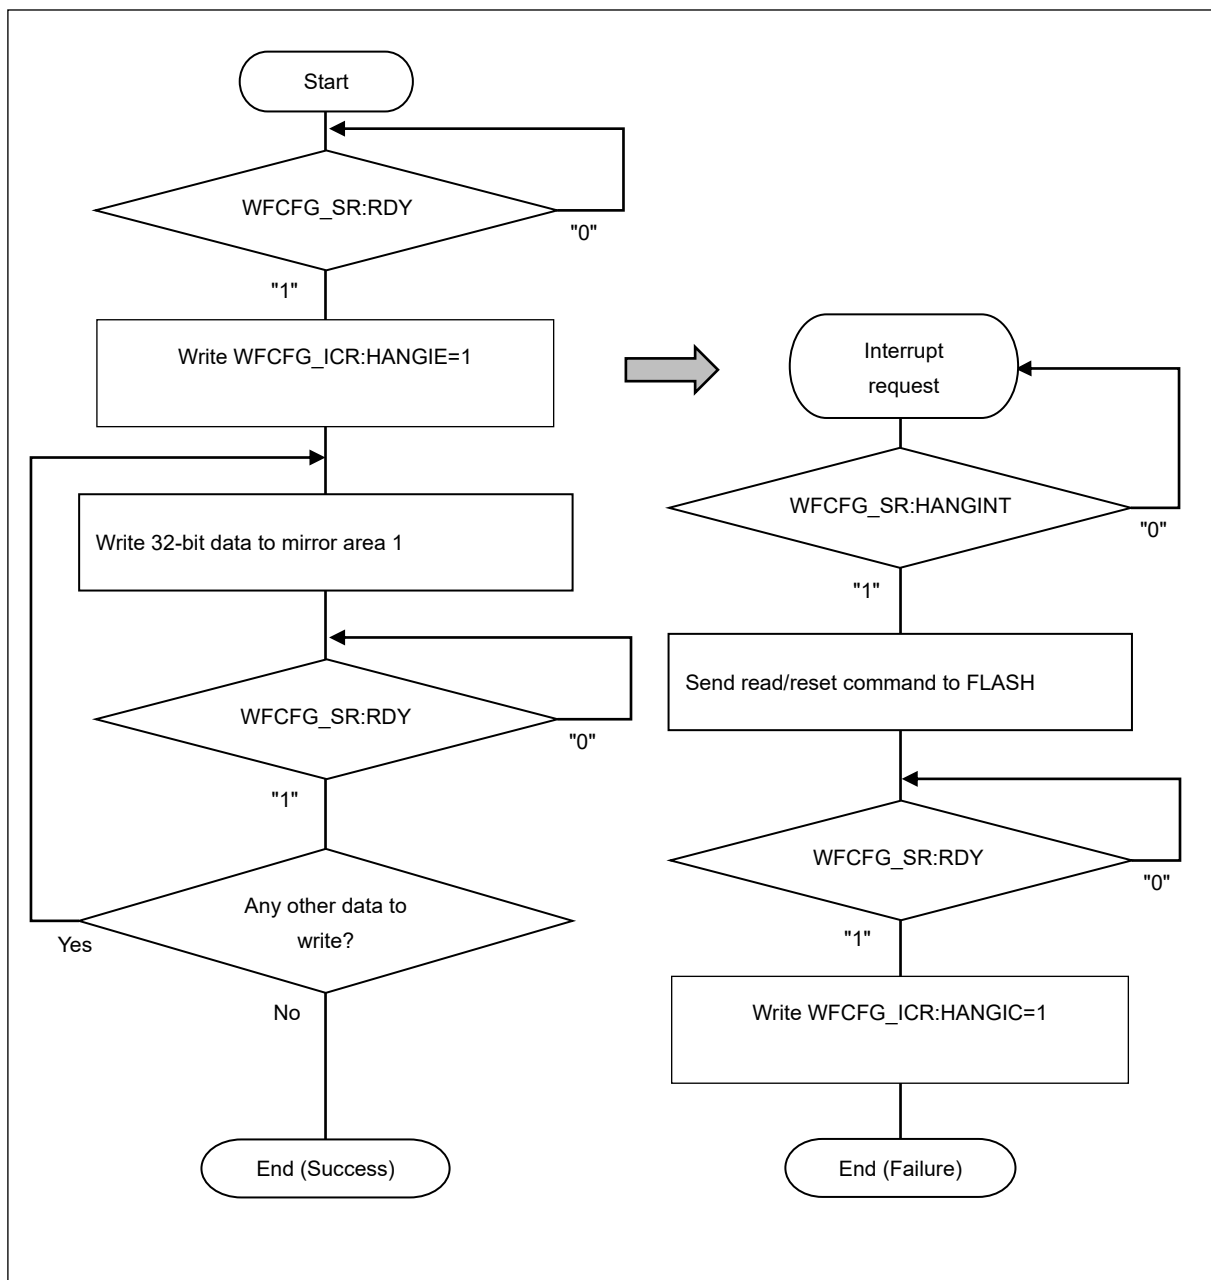 Start
WFCFG_SR:RDY
"0"
"1"
Write WFCFG_ICR:HANGIE=1
Write 32-bit data to mirror area 1
WFCFG_SR:RDY
"0"
"1"
Any other data to
write?
Yes
No
End (Success)
Interrupt
request
WFCFG_SR:HANGINT
"0"
"1"
Send read/reset command to FLASH
WFCFG_SR:RDY
"0"
"1"
Write WFCFG_ICR:HANGIC=1
End (Failure)